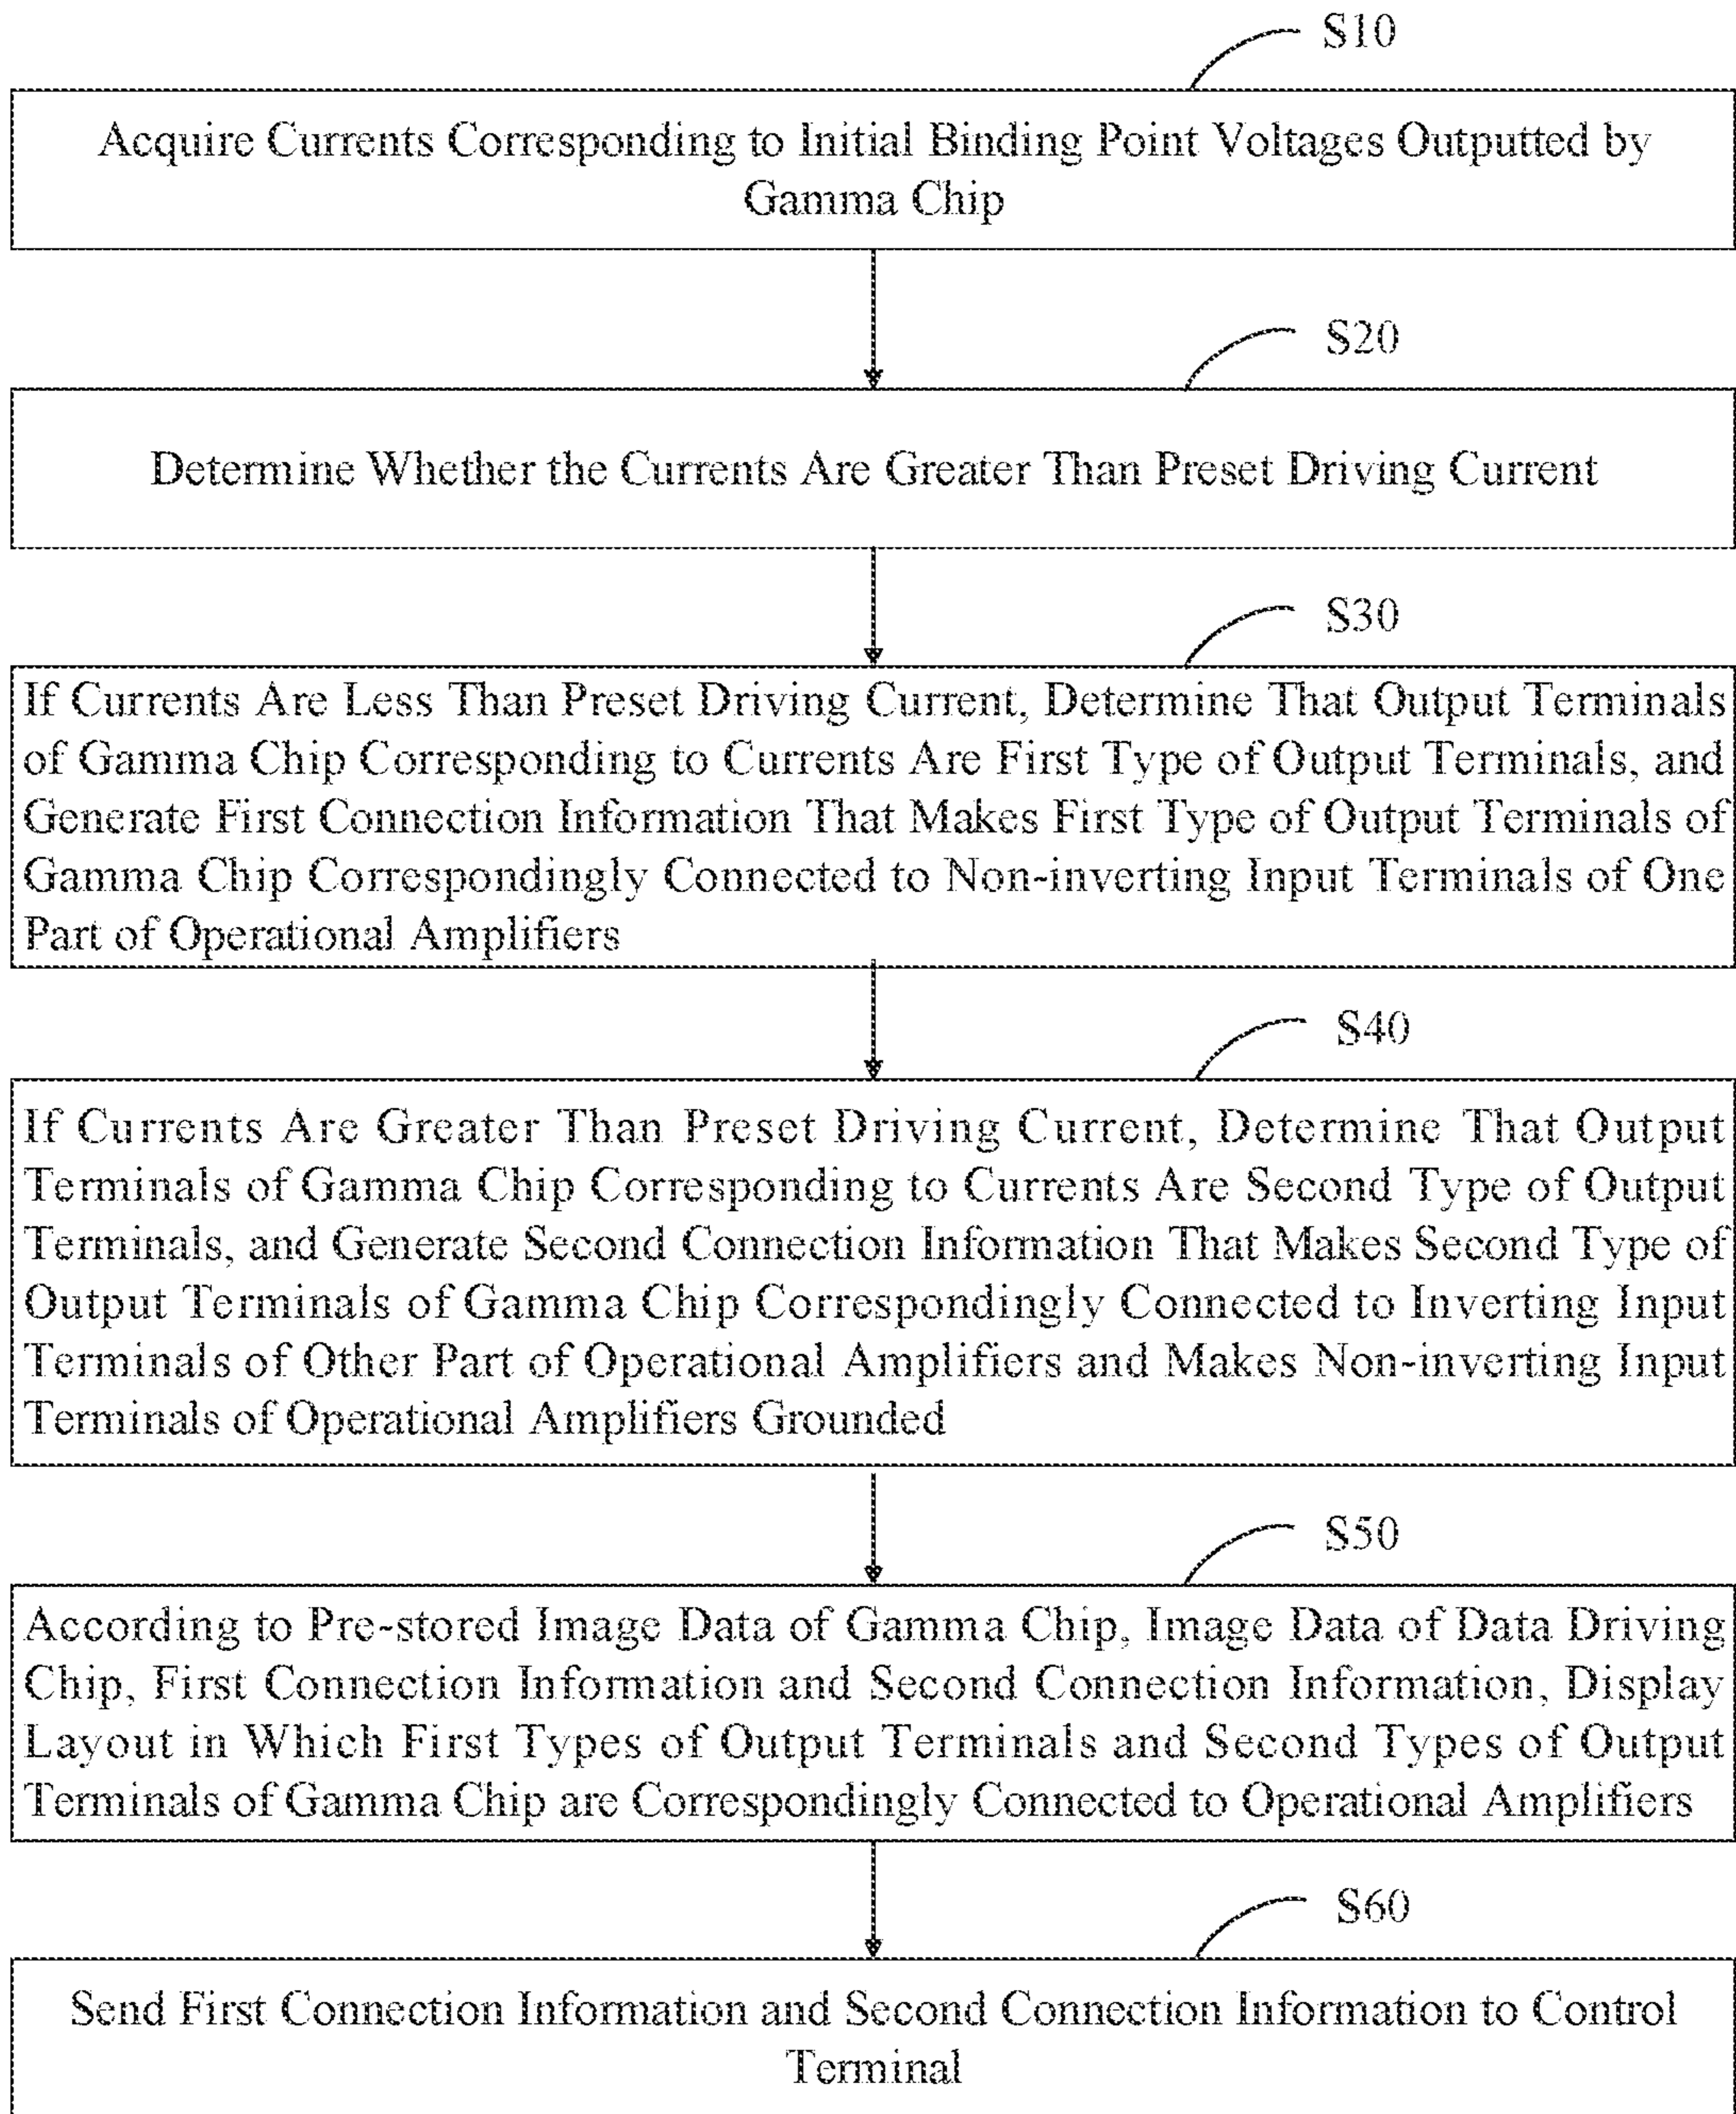 S10
Acquire Currents Corresponding to Initial Binding Point Voltages Outputted by
Gamma Chip
S20
Determine Whether the Currents Are Greater Than Preset Driving Current
S30
If Currents Are Less Than Preset Driving Current, Determine That Output Terminals
of Gamma Chip Corresponding to Currents Are First Type of Output Terminals, and
Generate First Connection Information That Makes First Type of Output Terminals of
Gamma Chip Correspondingly Connected to Non-inverting Input Terminals of One
Part of Operational Amplifiers
S40
If Currents Are Greater Than Preset Driving Current, Determine That Output
Terminals of Gamma Chip Corresponding to Currents Are Second Type of Output
Terminals, and Generate Second Connection Information That Makes Second Type of
Output Terminals of Gamma Chip Correspondingly Connected to Inverting Input
Terminals of Other Part of Operational Amplifiers and Makes Non-inverting Input
Terminals of Operational Amplifiers Grounded
S50
According to Pre-stored Image Data of Gamma Chip, Image Data of Data Driving
Chip, First Connection Information and Second Connection Information, Display
Layout in Which First Types of Output Terminals and Second Types of Output
Terminals of Gamma Chip are Correspondingly Connected to Operational Amplifiers
S60
Send First Connection Information and Second Connection Information to Control
Terminal